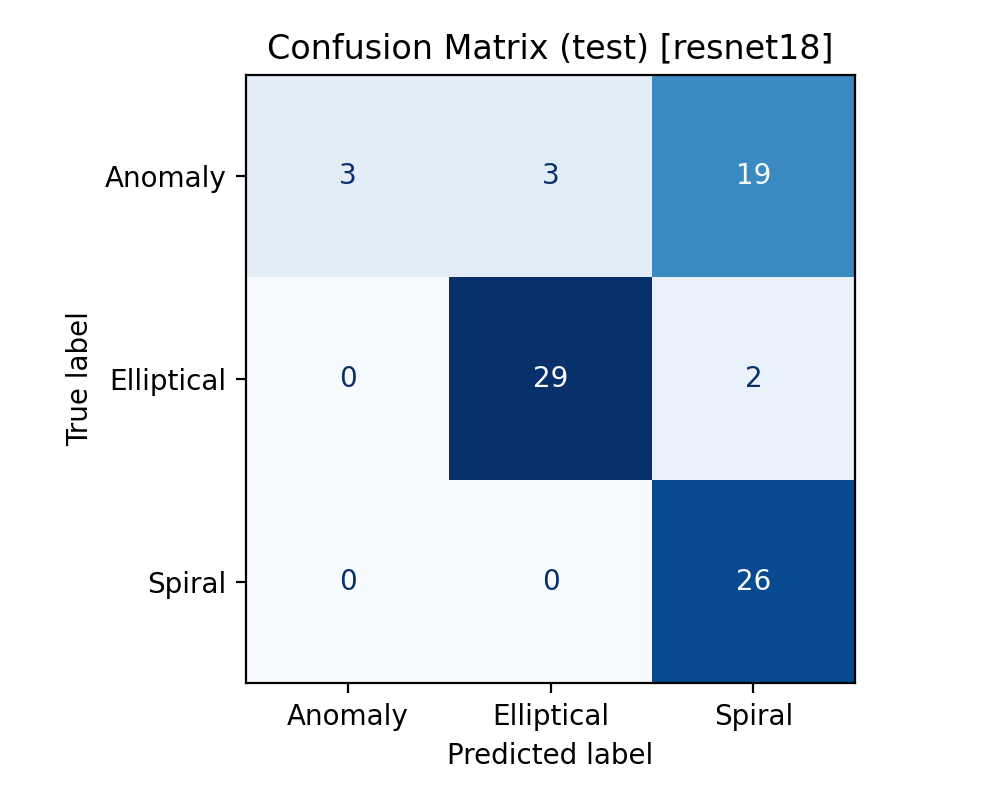 Confusion Matrix (test) [resnet18]
Anomaly 3 3 19
Elliptical 0 29 2
Spiral 0 0 26
True label
Anomaly Elliptical Spiral
Predicted label